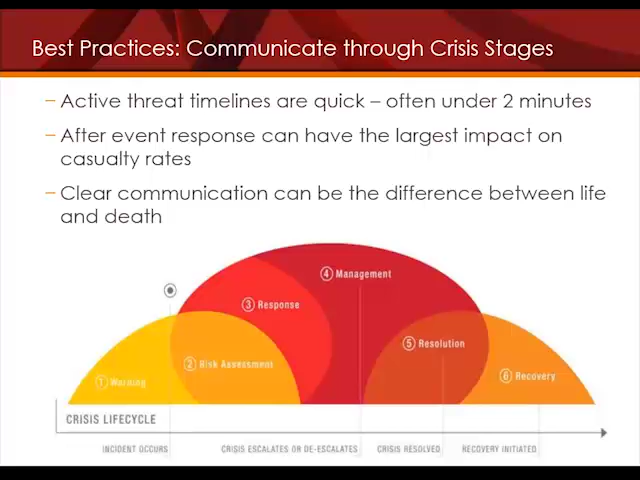 Best Practices: Communicate through Crisis Stages
– Active threat timelines are quick – often under 2 minutes
– After event response can have the largest impact on
casualty rates
– Clear communication can be the difference between life
and death
④ Management
③ Response
② Risk Assessment
⑤ Resolution
① Warning
⑥ Recovery
CRISIS LIFECYCLE
INCIDENT OCCURS
CRISIS ESCALATES OR DE-ESCALATES
CRISIS RESOLVED
RECOVERY INITIATED